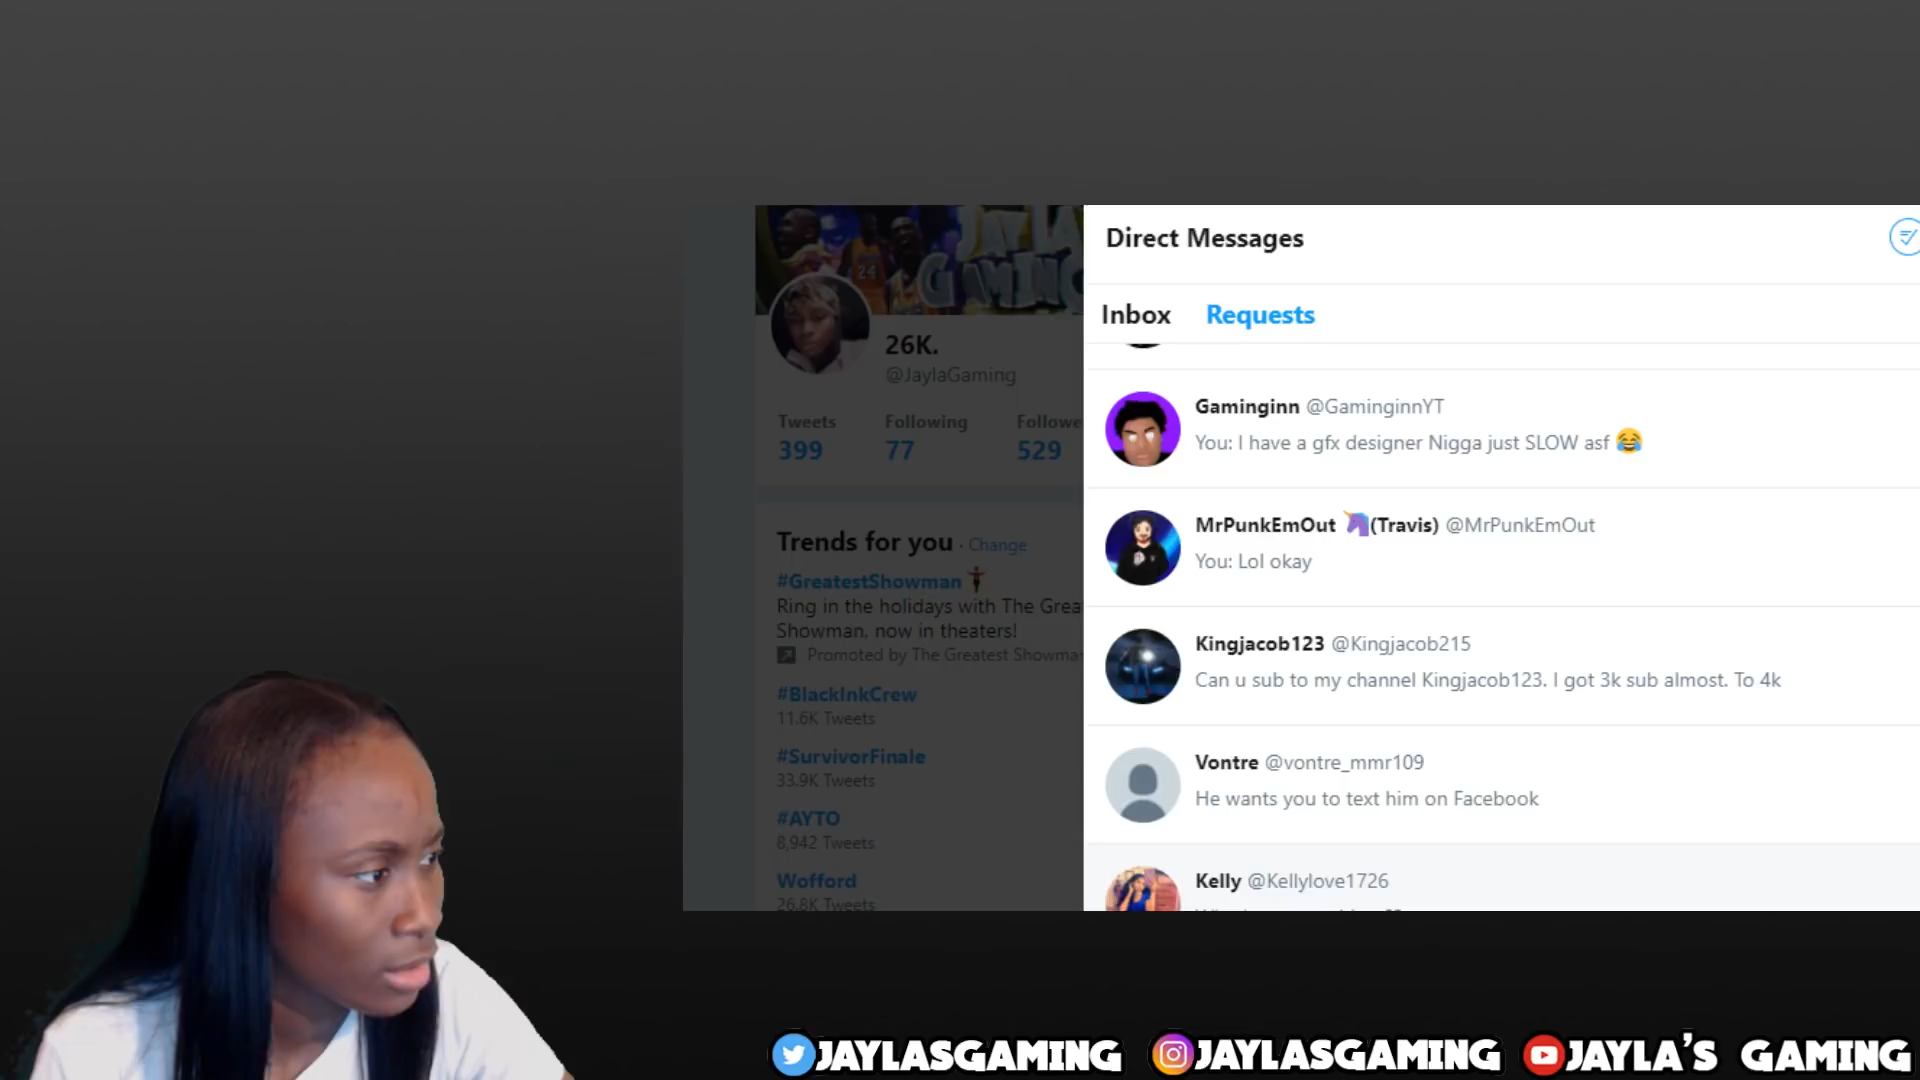 Direct Messages
Inbox Requests
Gaminginn @GaminginnYT
You: I have a gfx designer Nigga just SLOW asf 😂
MrPunkEmOut 🦄(Travis) @MrPunkEmOut
You: Lol okay
Kingjacob123 @Kingjacob215
Can u sub to my channel Kingjacob123. I got 3k sub almost. To 4k
Vontre @vontre_mmr109
He wants you to text him on Facebook
Kelly @Kellylove1726
24
GAMING
26K.
@JaylaGaming
Tweets Following
399 77 529
Trends for you · Change
#GreatestShowman
Ring in the holidays with The
Showman, now in theaters!
Promoted by The Greatest
#BlackInkCrew
11.6K Tweets
#SurvivorFinale
33.9K Tweets
#AYTO
8,942 Tweets
Wofford
26.8K Tweets
JAYLASGAMING JAYLASGAMING JAYLA'S GAMING